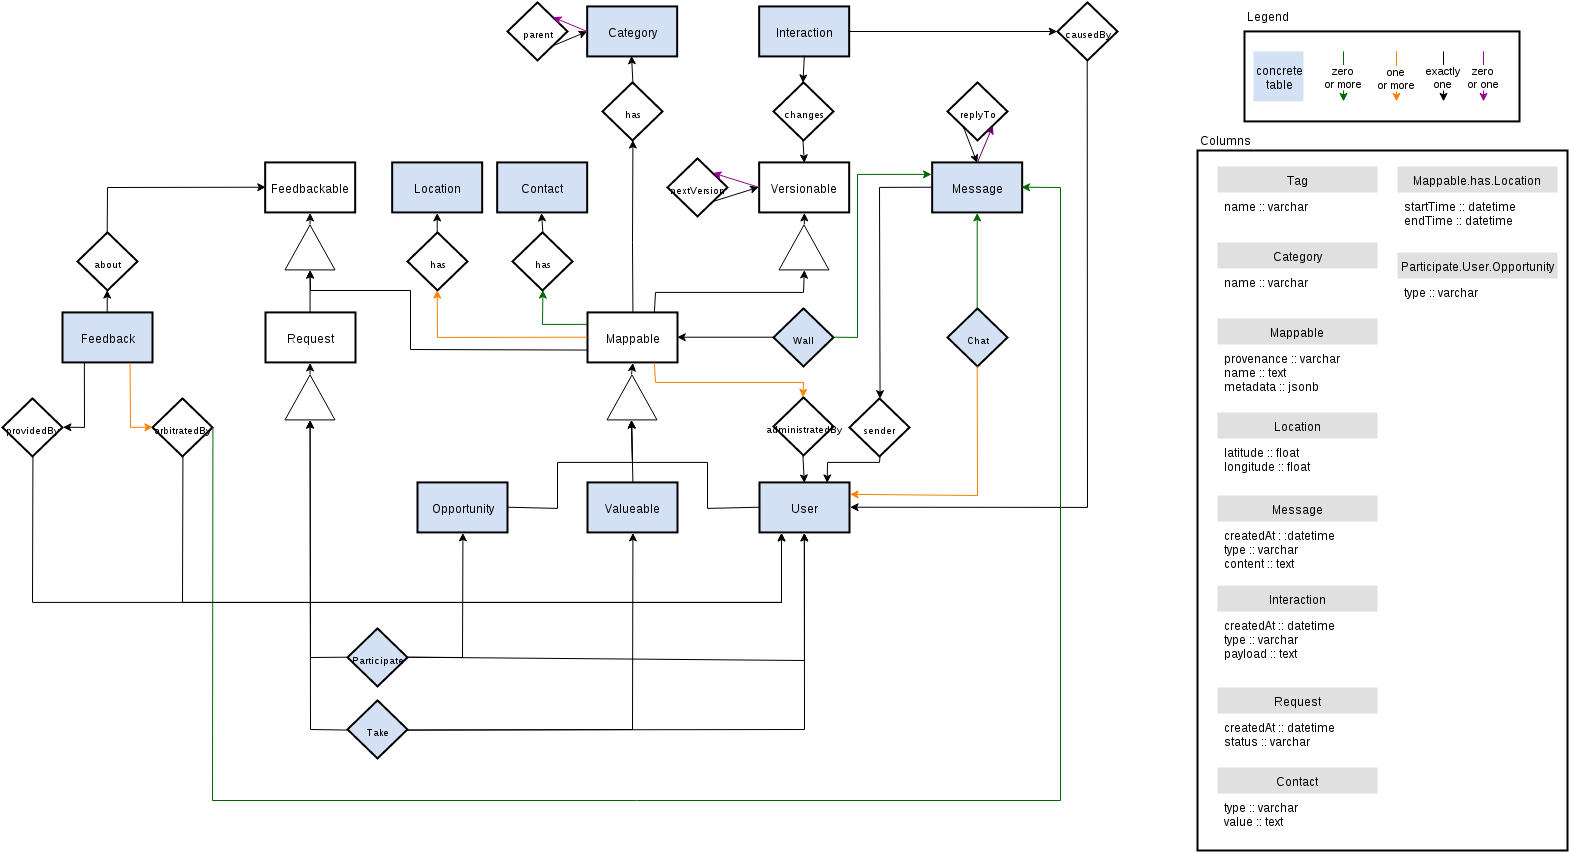 parent
Category
Interaction
causedBy
has
changes
replyTo
Feedbackable
Location
Contact
nextVersion
Versionable
Message
about
has
has
Feedback
Request
Mappable
Wall
Chat
providedBy
arbitratedBy
administratedBy
sender
Opportunity
Valueable
User
Participate
Take
Legend
concrete
table
zero
or more
one
or more
exactly
one
zero
or one
Columns
Tag
name :: varchar
Category
name :: varchar
Mappable
provenance :: varchar
name :: text
metadata :: jsonb
Location
latitude :: float
longitude :: float
Message
createdAt : :datetime
type :: varchar
content :: text
Interaction
createdAt :: datetime
type :: varchar
payload :: text
Request
createdAt :: datetime
status :: varchar
Contact
type :: varchar
value :: text
Mappable.has.Location
startTime :: datetime
endTime :: datetime
Participate.User.Opportunity
type :: varchar